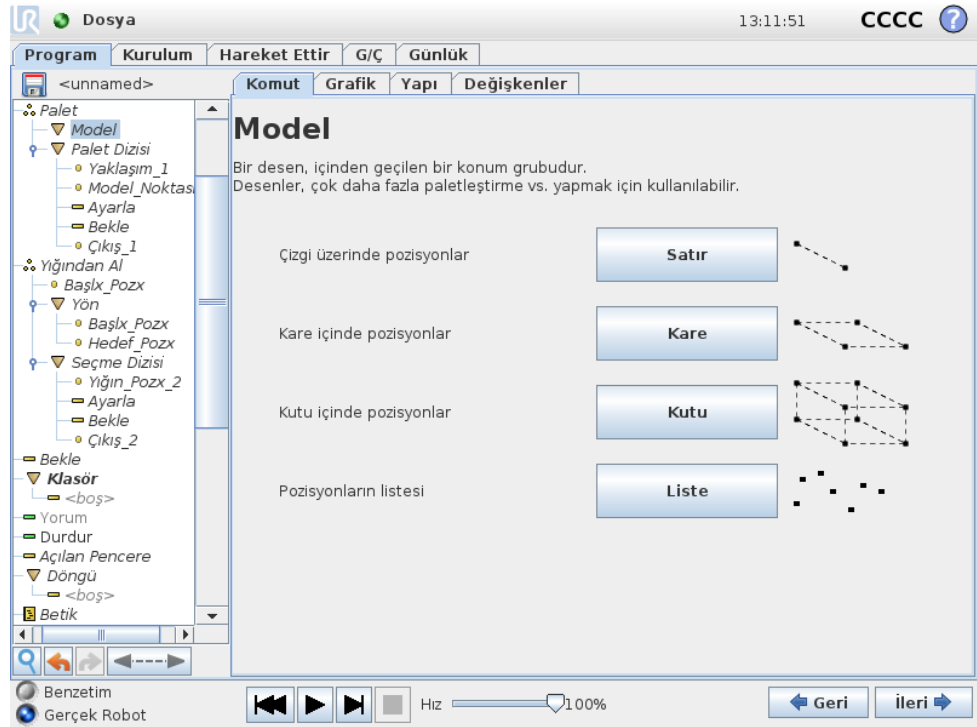 UR Dosya 13:11:51 CCCC ?
Program Kurulum Hareket Ettir G/Ç Günlük
<unnamed>
Komut Grafik Yapı Değişkenler
Palet
Model
Palet Dizisi
Yaklaşım_1
Model_Noktas
Ayarla
Bekle
Çıkış_1
Yığından Al
Başlx_Pozx
Yön
Başlx_Pozx
Hedef_Pozx
Seçme Dizisi
Yığın_Pozx_2
Ayarla
Bekle
Çıkış_2
Bekle
Klasör
<boş>
Yorum
Durdur
Açılan Pencere
Döngü
<boş>
Betik
Model
Bir desen, içinden geçilen bir konum grubudur.
Desenler, çok daha fazla paletleştirme vs. yapmak için kullanılabilir.
Çizgi üzerinde pozisyonlar Satır
Kare içinde pozisyonlar Kare
Kutu içinde pozisyonlar Kutu
Pozisyonların listesi Liste
Benzetim
Gerçek Robot
Hız 100%
Geri İleri